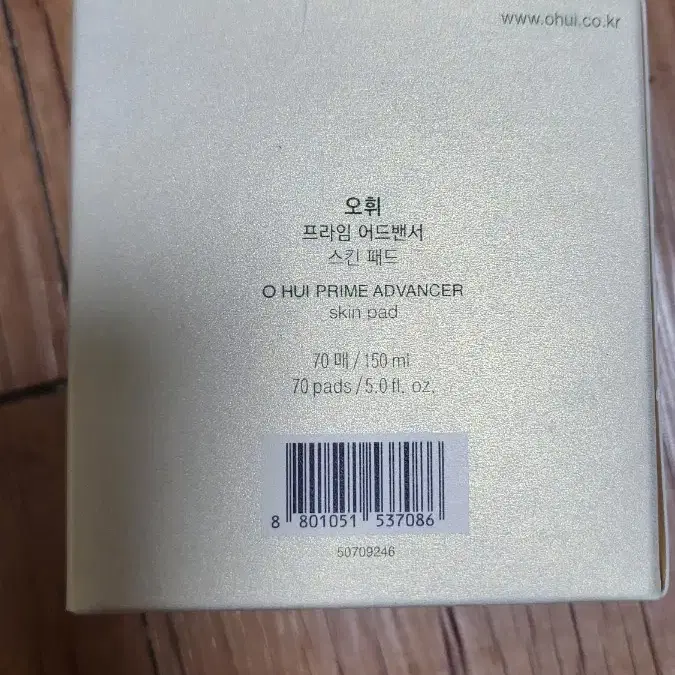 www.ohui.co.kr
오휘
프라임 어드밴서
스킨 패드
O HUI PRIME ADVANCER
skin pad
70 매 / 150 ml
70 pads / 5.0 fl. oz.
8 801051 537086
50709246